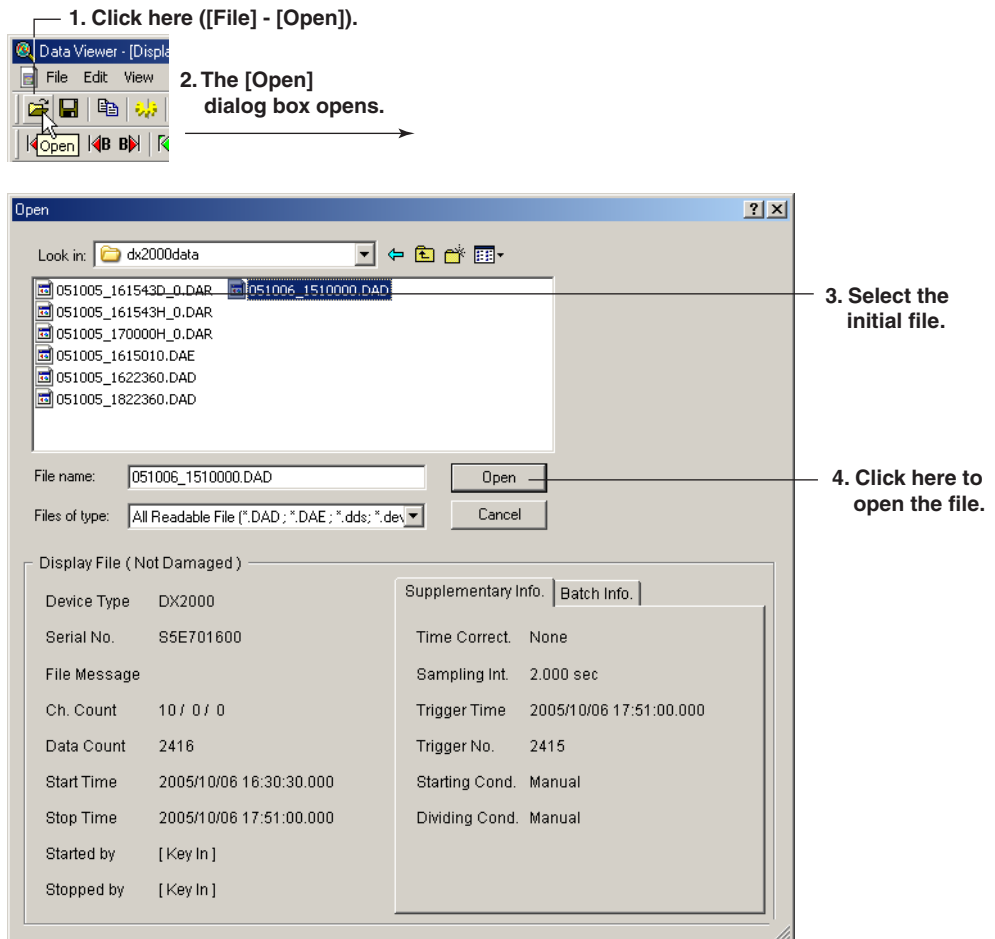 1. Click here ([File] - [Open]).
Data Viewer - [Displa
File Edit View
2. The [Open]
dialog box opens.
Open
B B
Open
Look in: dx2000data
051005_161543D_0.DAR 051006_1510000.DAD
051005_161543H_0.DAR
051005_170000H_0.DAR
051005_1615010.DAE
051005_1622360.DAD
051005_1822360.DAD
3. Select the
initial file.
File name: 051006_1510000.DAD Open
4. Click here to
open the file.
Files of type: All Readable File (*.DAD ; *.DAE ; *.dds; *.dev Cancel
Display File ( Not Damaged )
Supplementary Info. Batch Info.
Device Type DX2000
Serial No. S5E701600
File Message
Ch. Count 10 / 0 / 0
Data Count 2416
Start Time 2005/10/06 16:30:30.000
Stop Time 2005/10/06 17:51:00.000
Started by [ Key In ]
Stopped by [ Key In ]
Time Correct. None
Sampling Int. 2.000 sec
Trigger Time 2005/10/06 17:51:00.000
Trigger No. 2415
Starting Cond. Manual
Dividing Cond. Manual